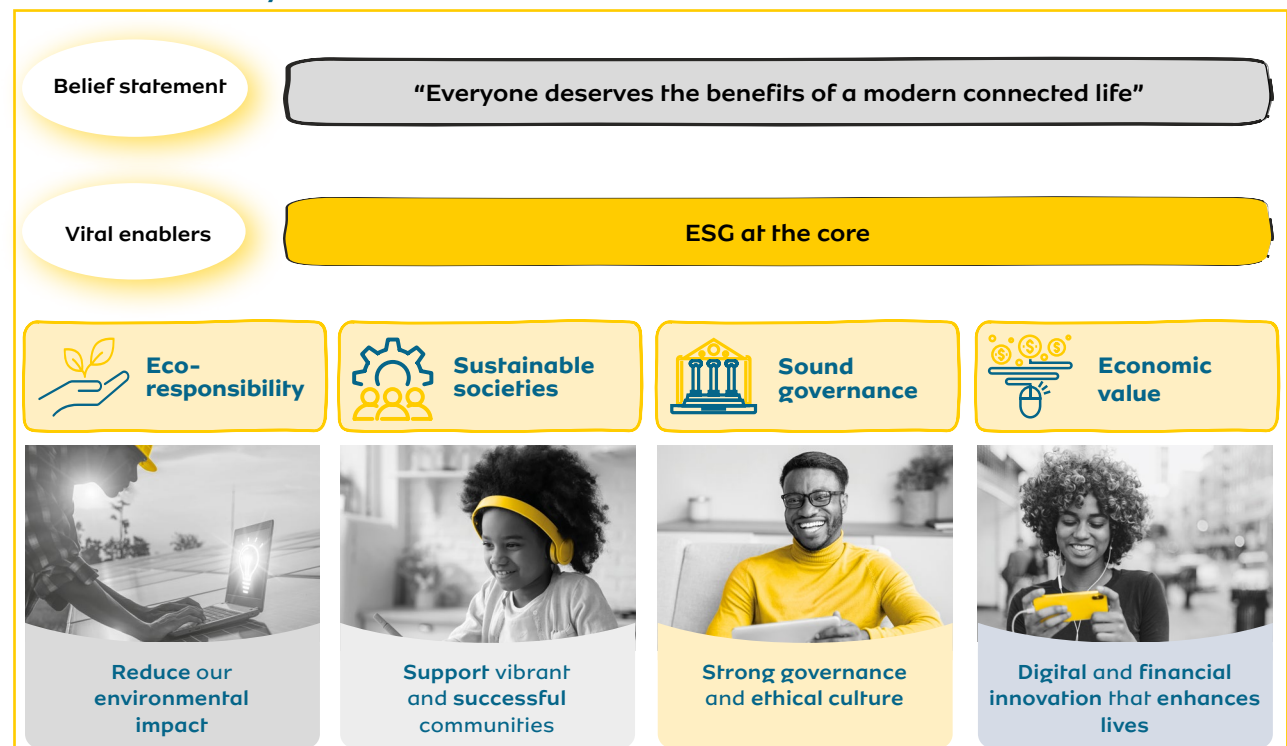 Belief statement
“Everyone deserves the benefits of a modern connected life”
Vital enablers
ESG at the core
Eco-
responsibility
Sustainable
societies
Sound
governance
Economic
value
Reduce our
environmental
impact
Support vibrant
and successful
communities
Strong governance
and ethical culture
Digital and financial
innovation that enhances
lives